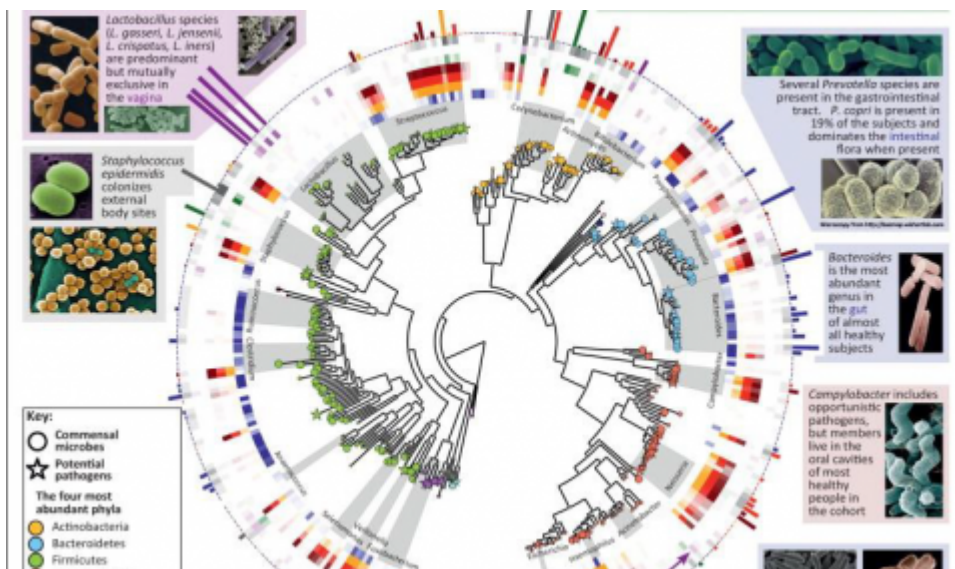 Lactobacillus species
(L. gasseri, L. jensenii,
L. crispatus, L. iners)
are predominant
but mutually
exclusive in
the vagina
Staphylococcus
epidermidis
colonizes
external
body sites
Several Prevotella species are
present in the gastrointestinal
tract. P. copri is present in
19% of the subjects and
dominates the intestinal
flora when present
Bacteroides
is the most
abundant
genus in
the gut
of almost
all healthy
subjects
Campylobacter includes
opportunistic
pathogens,
but members
live in the
oral cavities
of most
healthy
people in
the cohort
Key:
Commensal
microbes
Potential
pathogens
The four most
abundant phyla
Actinobacteria
Bacteroidetes
Firmicutes
Streptococcus
Lactobacillus
Staphylococcus
Ruminococcus
Clostridium
Corynebacterium
Actinomyces
Prevotella
Bacteroides
Campylobacter
Neisseria
Haemophilus
Escherichia